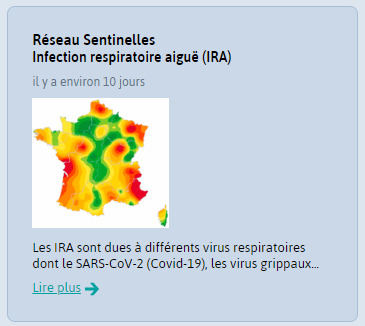 Réseau Sentinelles
Infection respiratoire aiguë (IRA)
il y a environ 10 jours
Les IRA sont dues à différents virus respiratoires
dont le SARS-CoV-2 (Covid-19), les virus grippaux...
Lire plus